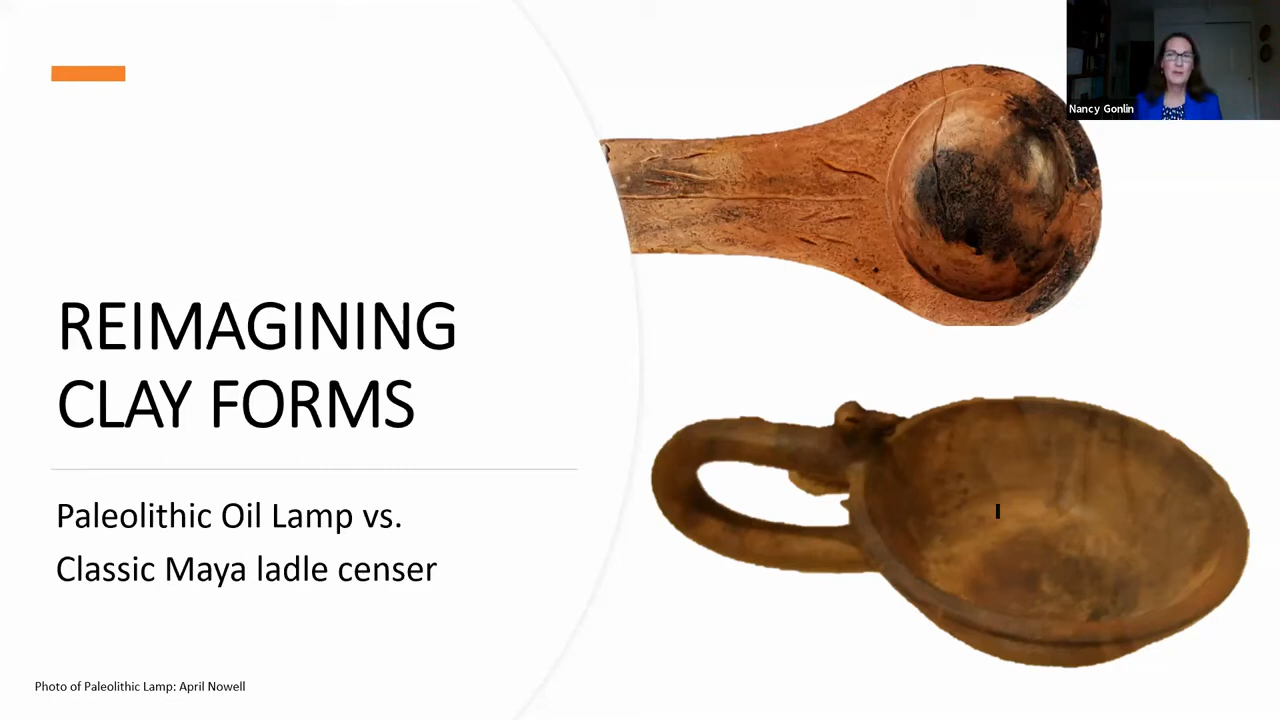 Nancy Gonlin
REIMAGINING
CLAY FORMS
Paleolithic Oil Lamp vs.
Classic Maya ladle censer
Photo of Paleolithic Lamp: April Nowell